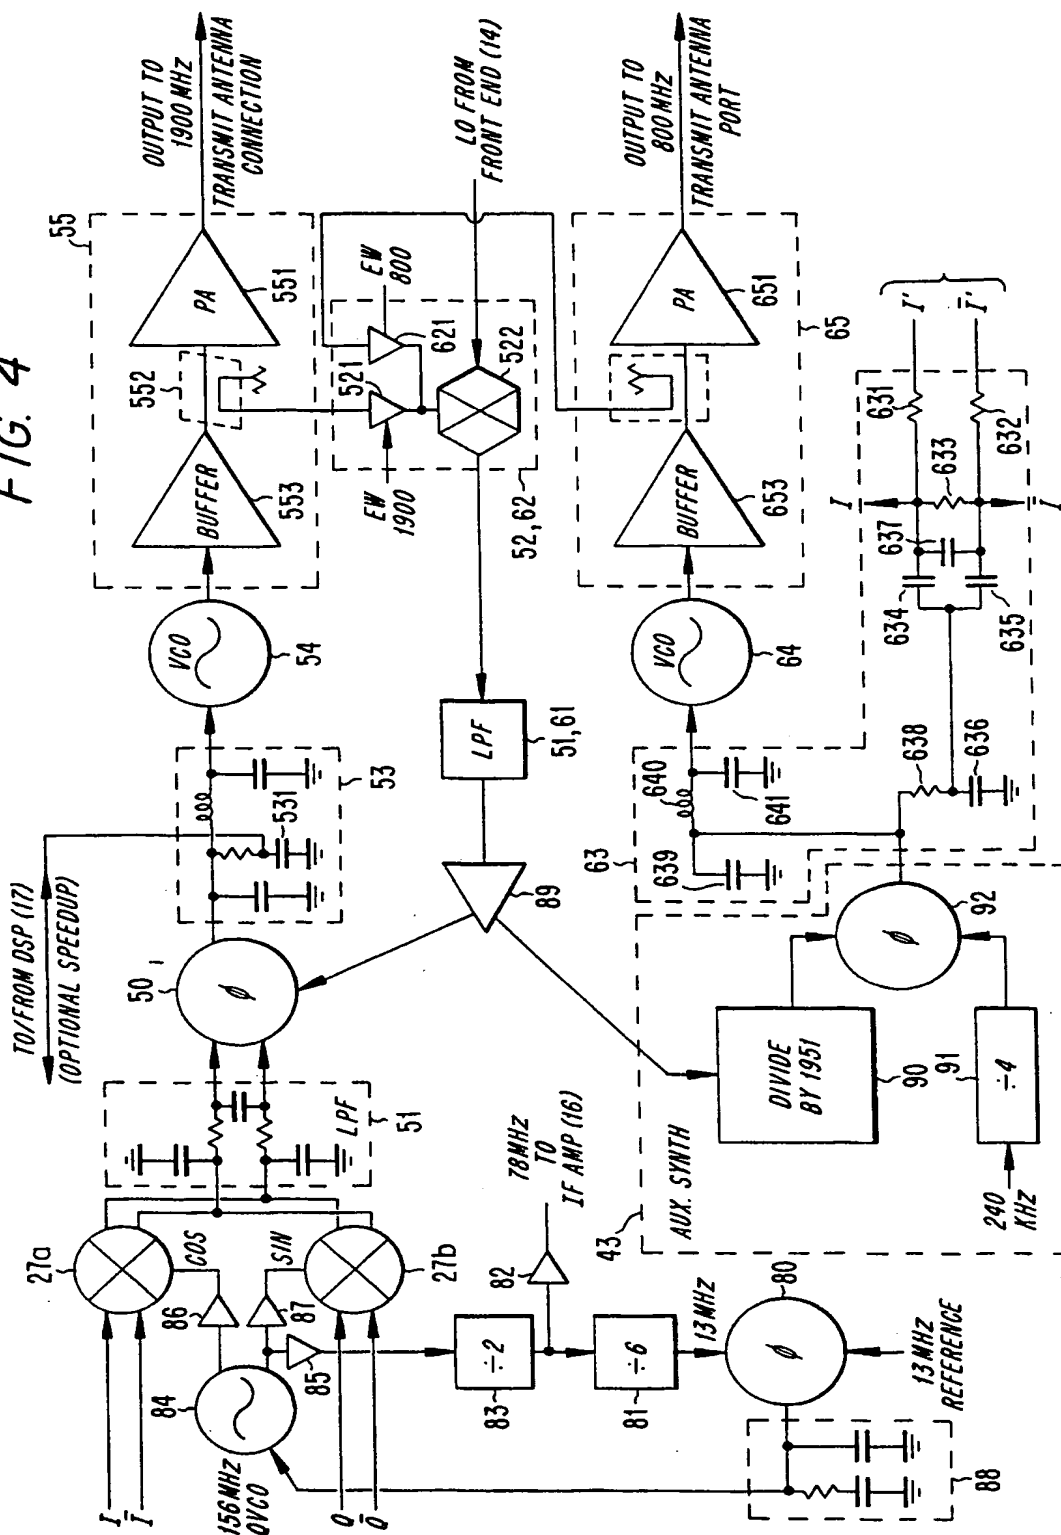 FIG. 4
I
Ī
156MHZ
QVCO
Q
Q̄
27a
COS
86
84
87
SIN
85
27b
LPF
51
TO/FROM DSP (17)
(OPTIONAL SPEEDUP)
50
ϕ
531
53
VCO
54
BUFFER
553
552
PA
551
55
OUTPUT TO
1900 MHZ
TRANSMIT ANTENNA
CONNECTION
EW
1900
521
EW
800
621
522
52, 62
LO FROM
FRONT END (14)
LPF
51, 61
89
÷2
83
82
78MHZ
TO
IF AMP (16)
÷6
81
13MHZ
80
ϕ
13MHZ
REFERENCE
88
43
AUX. SYNTH
DIVIDE
BY 1951
90
91
÷4
240
KHZ
ϕ
92
63
639
640
641
VCO
64
BUFFER
653
PA
651
65
OUTPUT TO
800MHZ
TRANSMIT ANTENNA
PORT
638
636
634
635
637
633
631
632
I
Ī
I'
Ī'